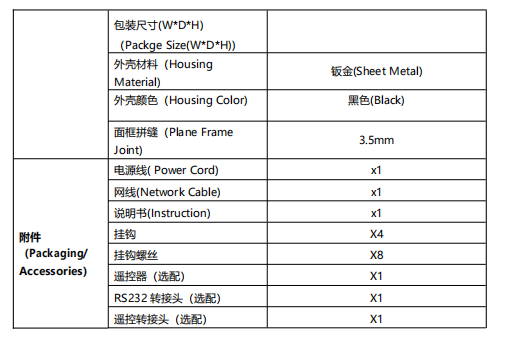 包装尺寸(W*D*H)
（Packge Size(W*D*H))
外壳材料（Housing
Material)
钣金(Sheet Metal)
外壳颜色（Housing Color)
黑色(Black)
面框拼缝（Plane Frame
Joint)
3.5mm
附件
（Packaging/
Accessories)
电源线( Power Cord)
x1
网线(Network Cable)
x1
说明书(Instruction)
x1
挂钩
X4
挂钩螺丝
X8
遥控器（选配）
X1
RS232 转接头（选配）
X1
遥控转接头（选配）
X1